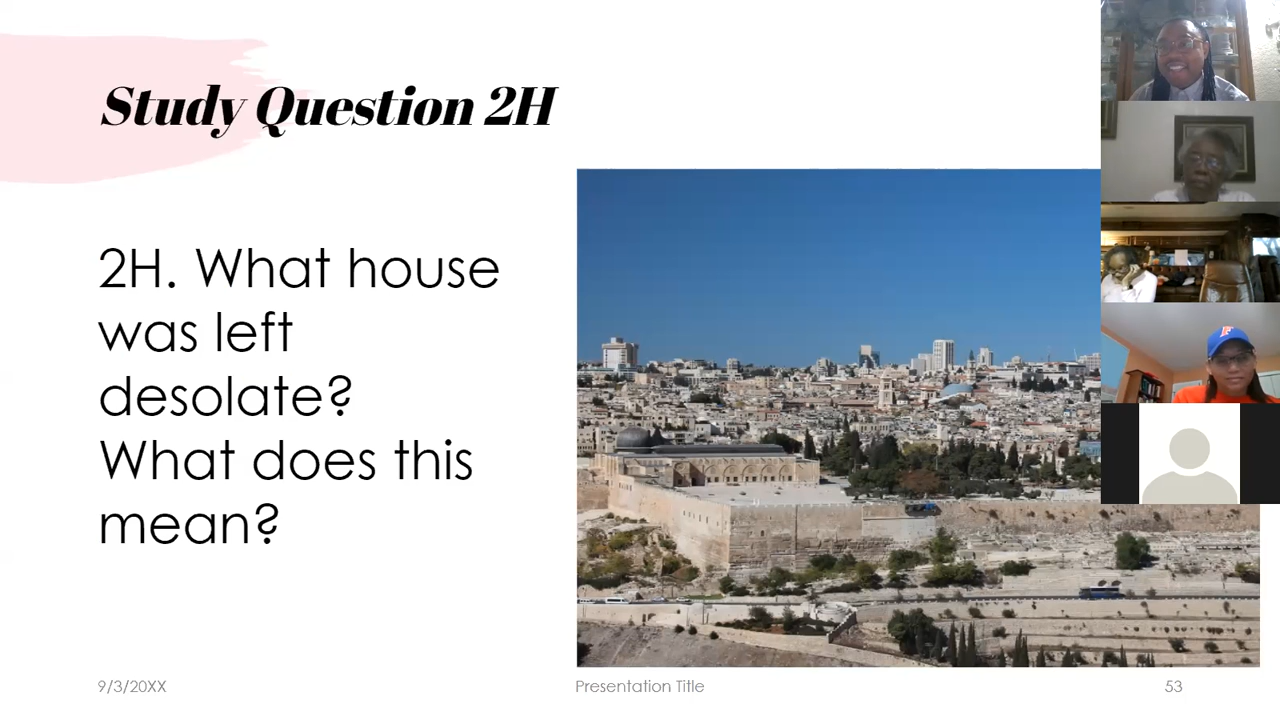 Study Question 2H
2H. What house
was left
desolate?
What does this
mean?
F
9/3/20XX
Presentation Title
53